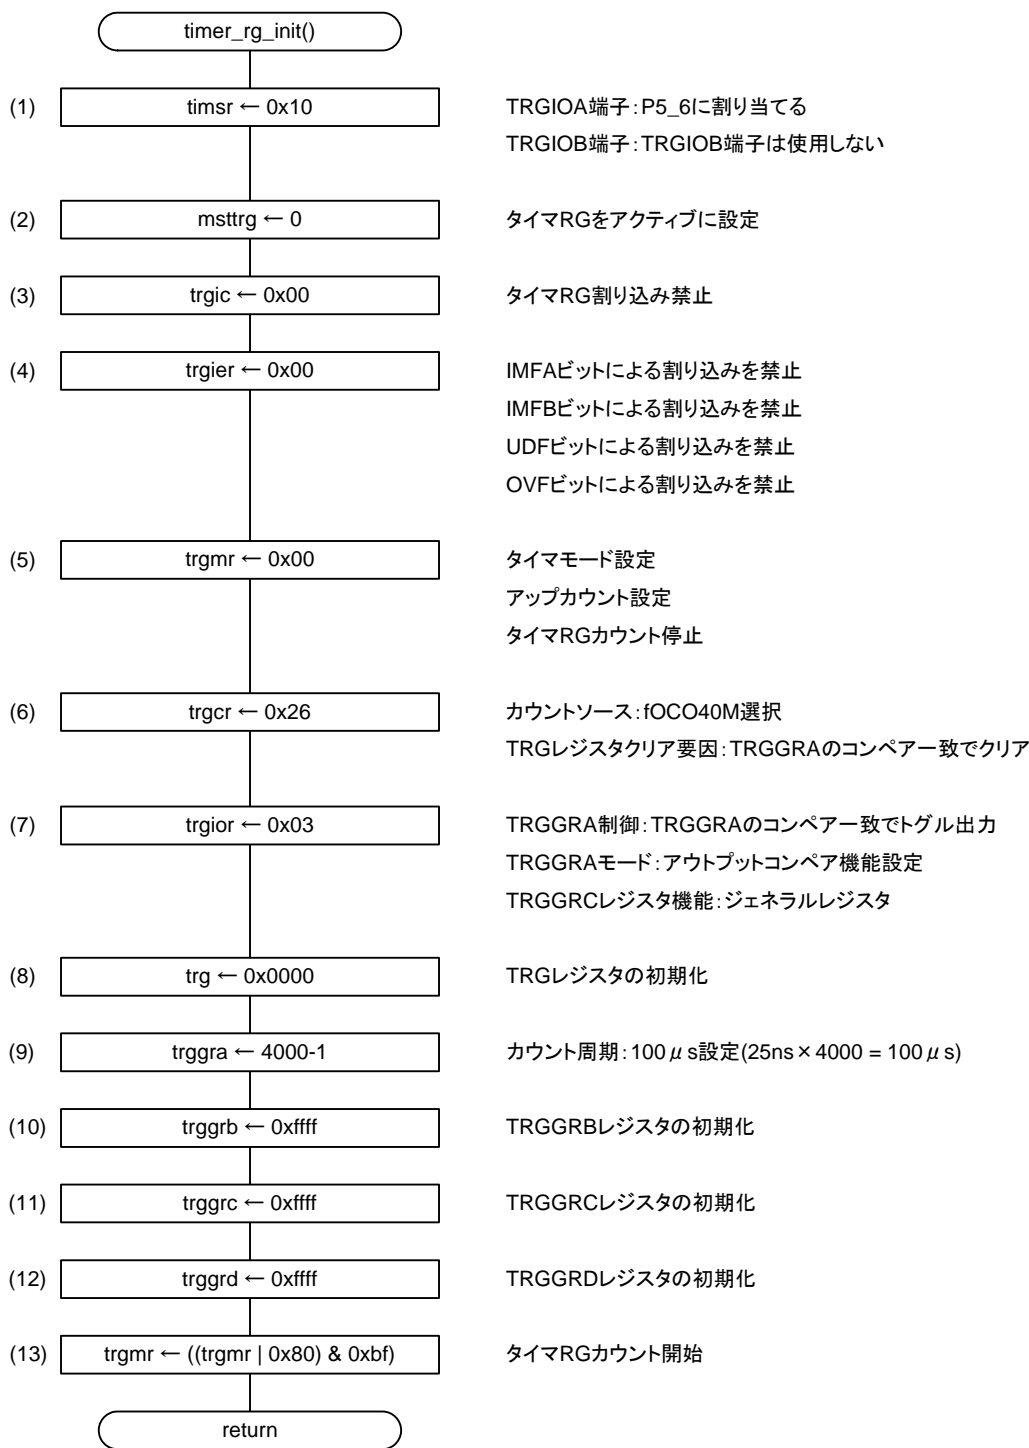 timer_rg_init()
(1) timsr ← 0x10 TRGIOA端子：P5_6に割り当てる
TRGIOB端子：TRGIOB端子は使用しない
(2) msttrg ← 0 タイマRGをアクティブに設定
(3) trgic ← 0x00 タイマRG割り込み禁止
(4) trgier ← 0x00 IMFAビットによる割り込みを禁止
IMFBビットによる割り込みを禁止
UDFビットによる割り込みを禁止
OVFビットによる割り込みを禁止
(5) trgmr ← 0x00 タイマモード設定
アップカウント設定
タイマRGカウント停止
(6) trgcr ← 0x26 カウントソース：fOCO40M選択
TRGレジスタクリア要因：TRGGRAのコンペア一致でクリア
(7) trgior ← 0x03 TRGGRA制御：TRGGRAのコンペア一致でトグル出力
TRGGRAモード：アウトプットコンペア機能設定
TRGGRCレジスタ機能：ジェネラルレジスタ
(8) trg ← 0x0000 TRGレジスタの初期化
(9) trggra ← 4000-1 カウント周期：100μs設定(25ns×4000 = 100μs)
(10) trggrb ← 0xffff TRGGRBレジスタの初期化
(11) trggrc ← 0xffff TRGGRCレジスタの初期化
(12) trggrd ← 0xffff TRGGRDレジスタの初期化
(13) trgmr ← ((trgmr | 0x80) & 0xbf) タイマRGカウント開始
return